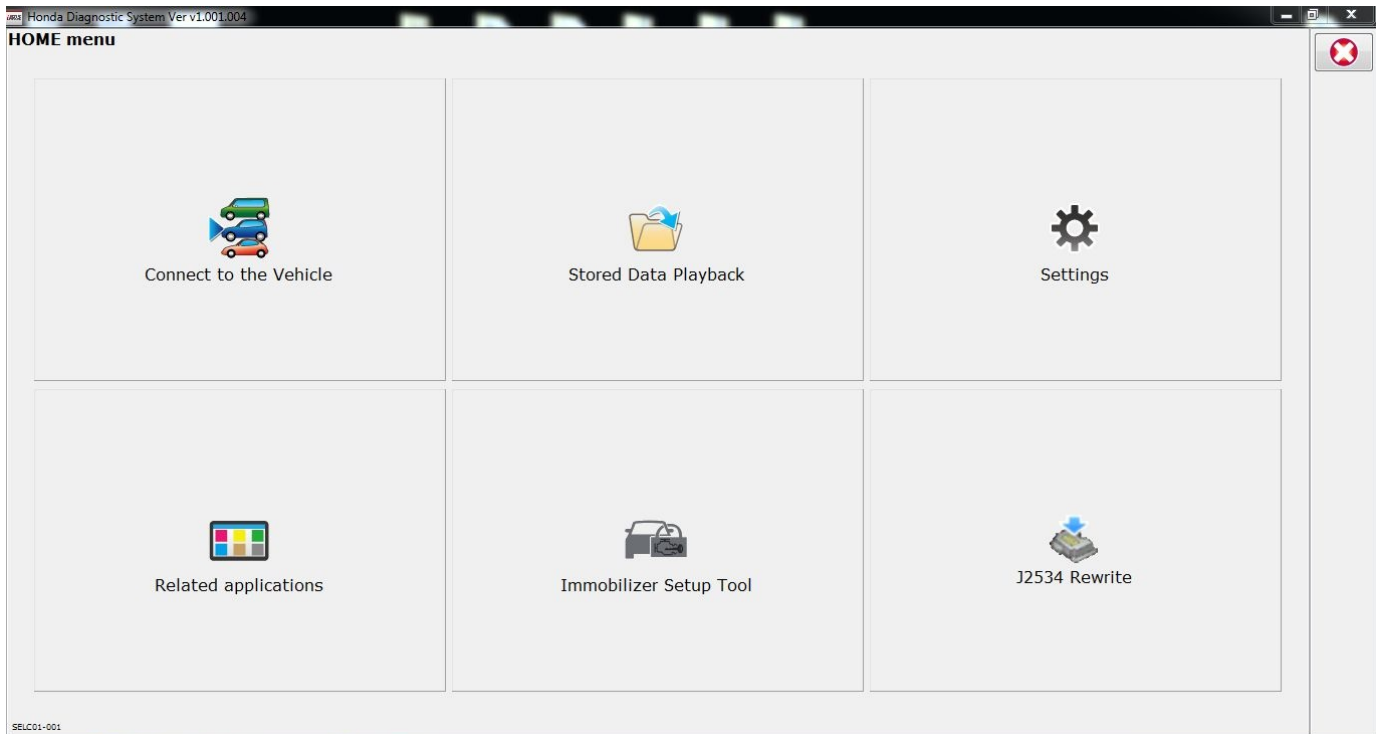 Honda Diagnostic System Ver v1.001.004
HOME menu
Connect to the Vehicle
Stored Data Playback
Settings
Related applications
Immobilizer Setup Tool
J2534 Rewrite
SELC01-001